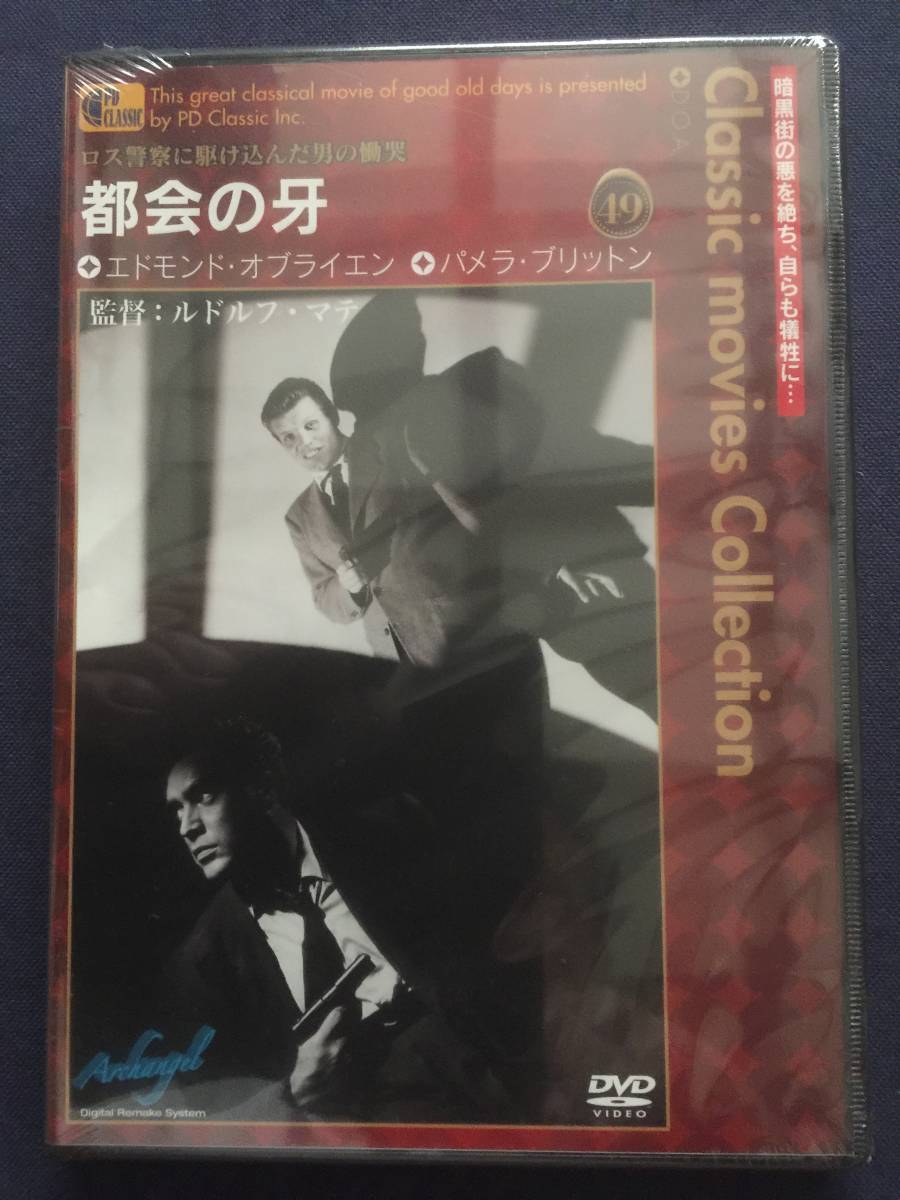 PD
CLASSIC
This great classical movie of good old days is presented
by PD Classic Inc.
ロス警察に駆け込んだ男の慟哭
都会の牙
49
エドモンド・オブライエン パメラ・ブリットン
監督：ルドルフ・マテ
D.O.A
Classic movies Collection
暗黒街の悪を絶ち、自らも犠牲に…
Archangel
Digital Remake System
DVD
VIDEO